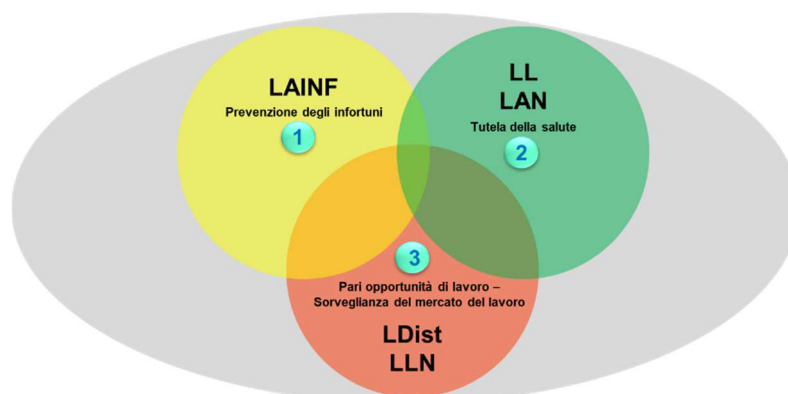 LAINF
Prevenzione degli infortuni
1
LL
LAN
Tutela della salute
2
3
Pari opportunità di lavoro –
Sorveglianza del mercato del lavoro
LDist
LLN